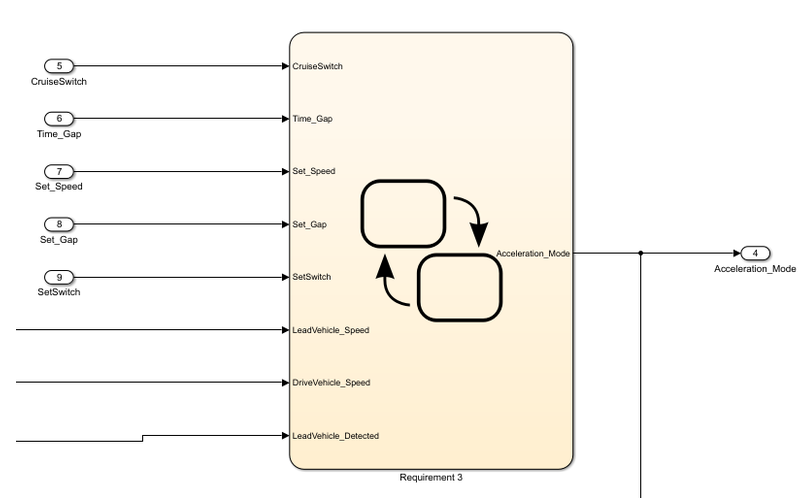 5
CruiseSwitch
CruiseSwitch
6
Time_Gap
Time_Gap
7
Set_Speed
Set_Speed
8
Set_Gap
Set_Gap
9
SetSwitch
SetSwitch
LeadVehicle_Speed
DriveVehicle_Speed
LeadVehicle_Detected
Acceleration_Mode
4
Acceleration_Mode
Requirement 3